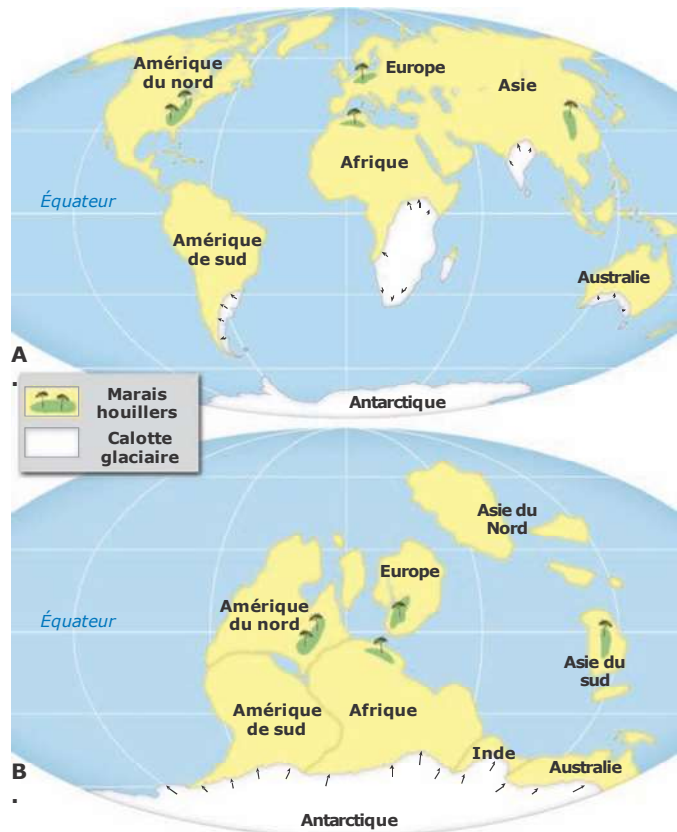 Amérique
du nord
Europe
Asie
Afrique
Équateur
Amérique
de sud
Australie
A
.
Antarctique
Marais
houillers
Calotte
glaciaire
Asie du
Nord
Europe
Amérique
du nord
Équateur
Asie du
sud
Amérique
de sud
Afrique
Inde
Australie
B
.
Antarctique